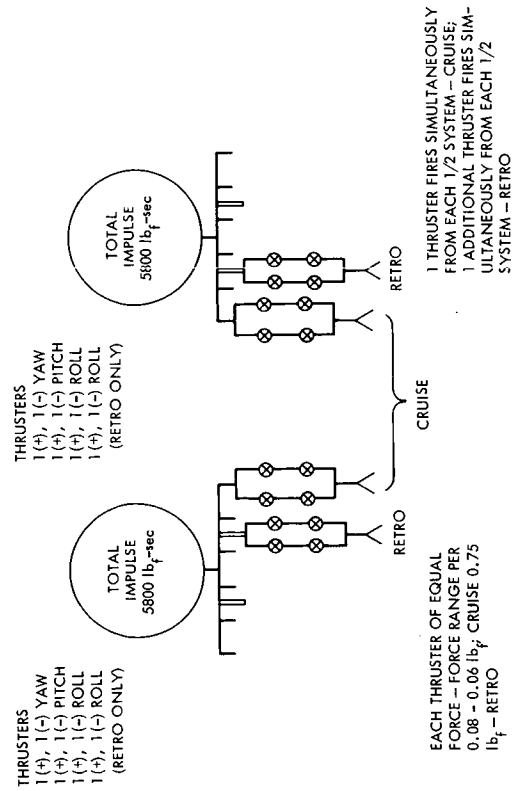 THRUSTERS
1(+), 1(-) YAW
1(+), 1(-) PITCH
1(+), 1(-) ROLL
1(+), 1(-) ROLL
(RETRO ONLY)
TOTAL
IMPULSE
5800 lbf-sec
RETRO
EACH THRUSTER OF EQUAL
FORCE – FORCE RANGE PER
0.08 - 0.06 lbf; CRUISE 0.75
lbf – RETRO
CRUISE
THRUSTERS
1(+), 1(-) YAW
1(+), 1(-) PITCH
1(+), 1(-) ROLL
1(+), 1(-) ROLL
(RETRO ONLY)
TOTAL
IMPULSE
5800 lbf-sec
RETRO
1 THRUSTER FIRES SIMULTANEOUSLY
FROM EACH 1/2 SYSTEM – CRUISE;
1 ADDITIONAL THRUSTER FIRES SIM-
ULTANEOUSLY FROM EACH 1/2
SYSTEM – RETRO